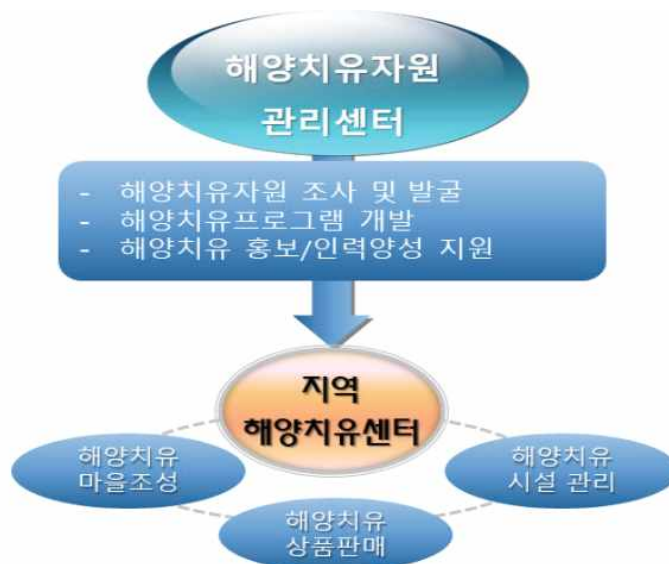 해양치유자원
관리센터
- 해양치유자원 조사 및 발굴
- 해양치유프로그램 개발
- 해양치유 홍보/인력양성 지원
지역
해양치유센터
해양치유
마을조성
해양치유
상품판매
해양치유
시설 관리